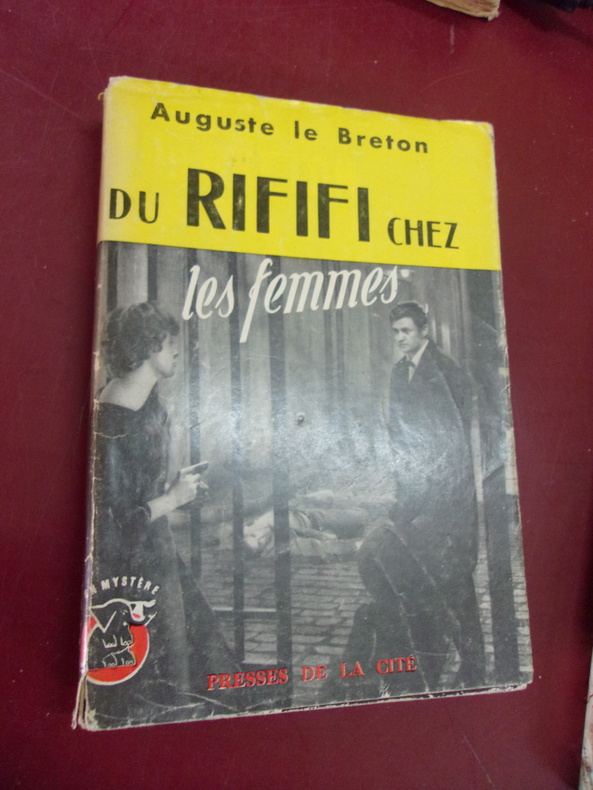 Auguste le Breton
DU RIFIFI CHEZ
les femmes
MYSTÈRE
PRESSES DE LA CITÉ